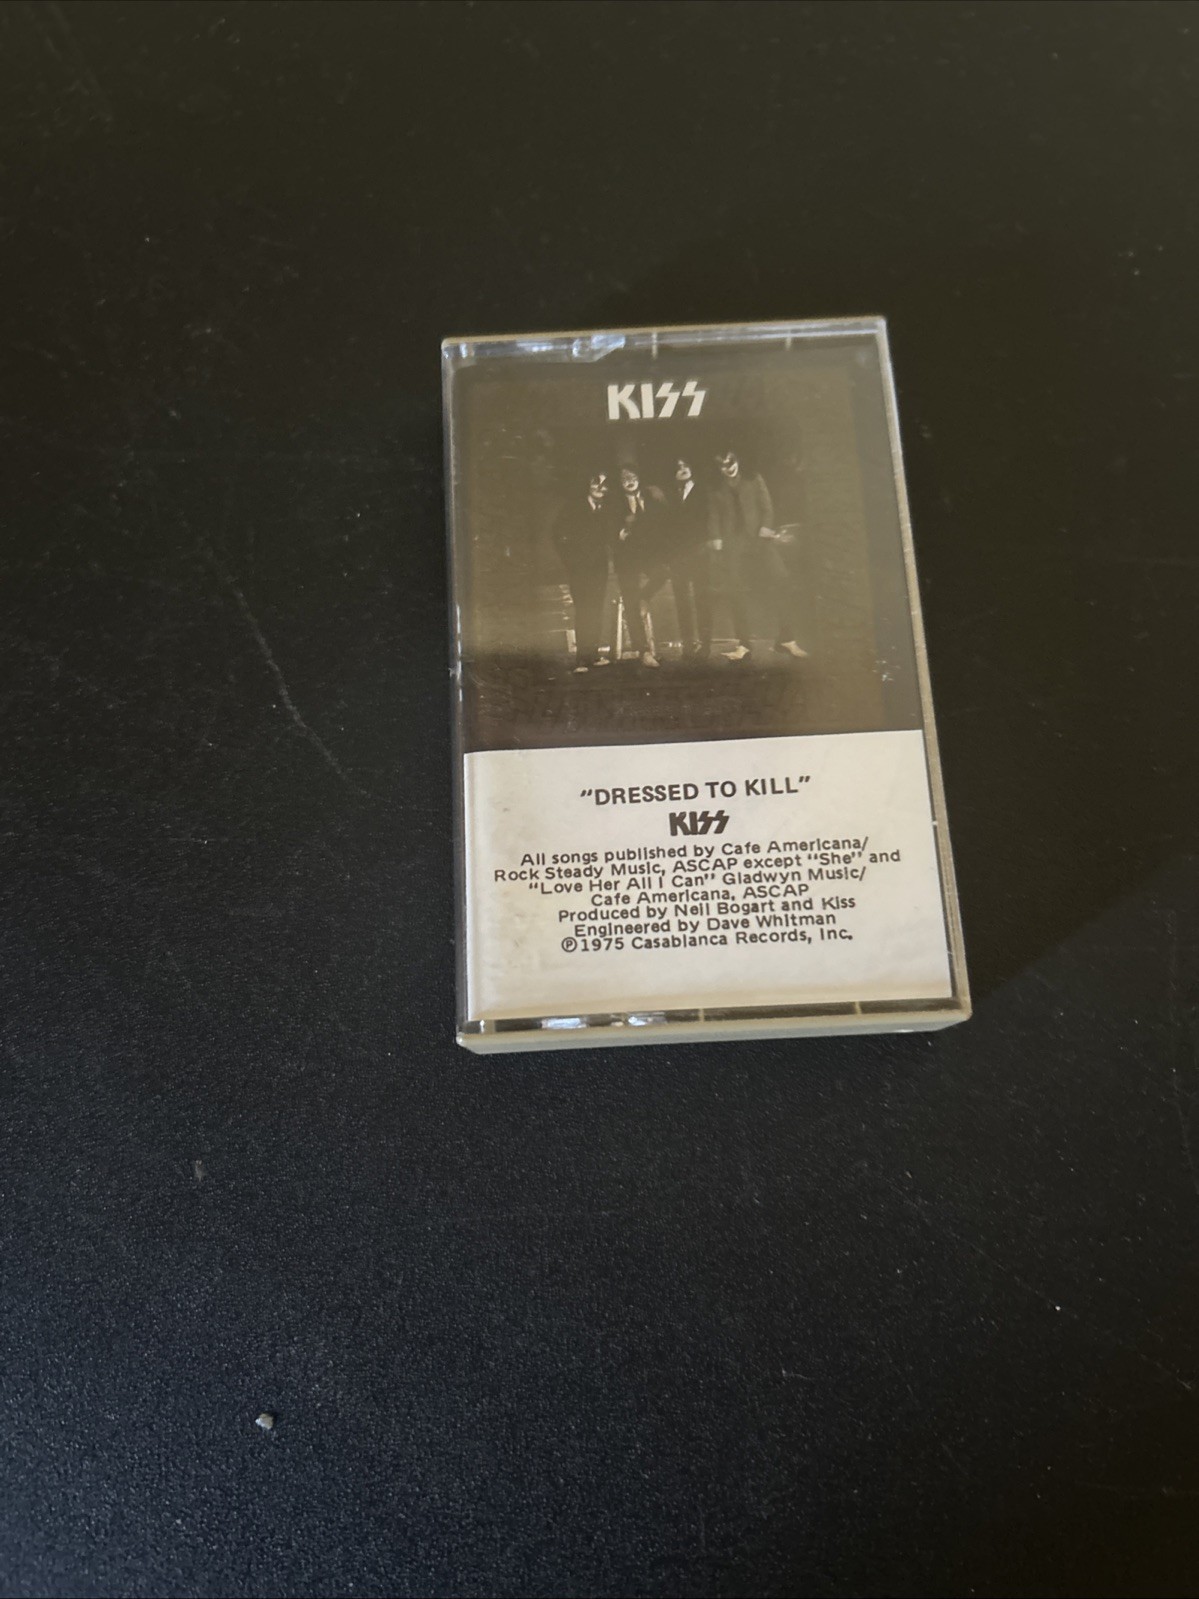 KISS
"DRESSED TO KILL"
KISS
All songs published by Cafe Americana/
Rock Steady Music, ASCAP except "She" and
"Love Her All I Can" Gladwyn Music/
Cafe Americana, ASCAP
Produced by Neil Bogart and Kiss
Engineered by Dave Whitman
℗1975 Casablanca Records, Inc.